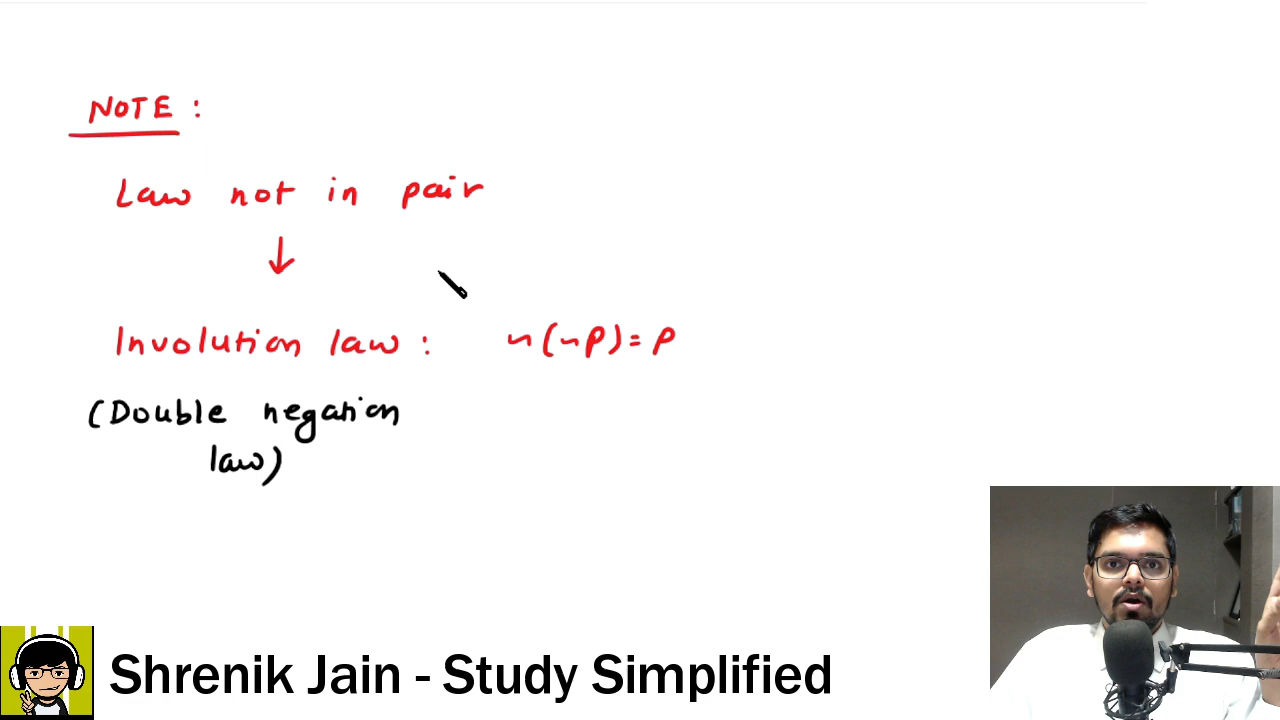 NOTE :
Law not in pair
↓
Involution law : ~(~p)=p
(Double negation
law)
Shrenik Jain - Study Simplified